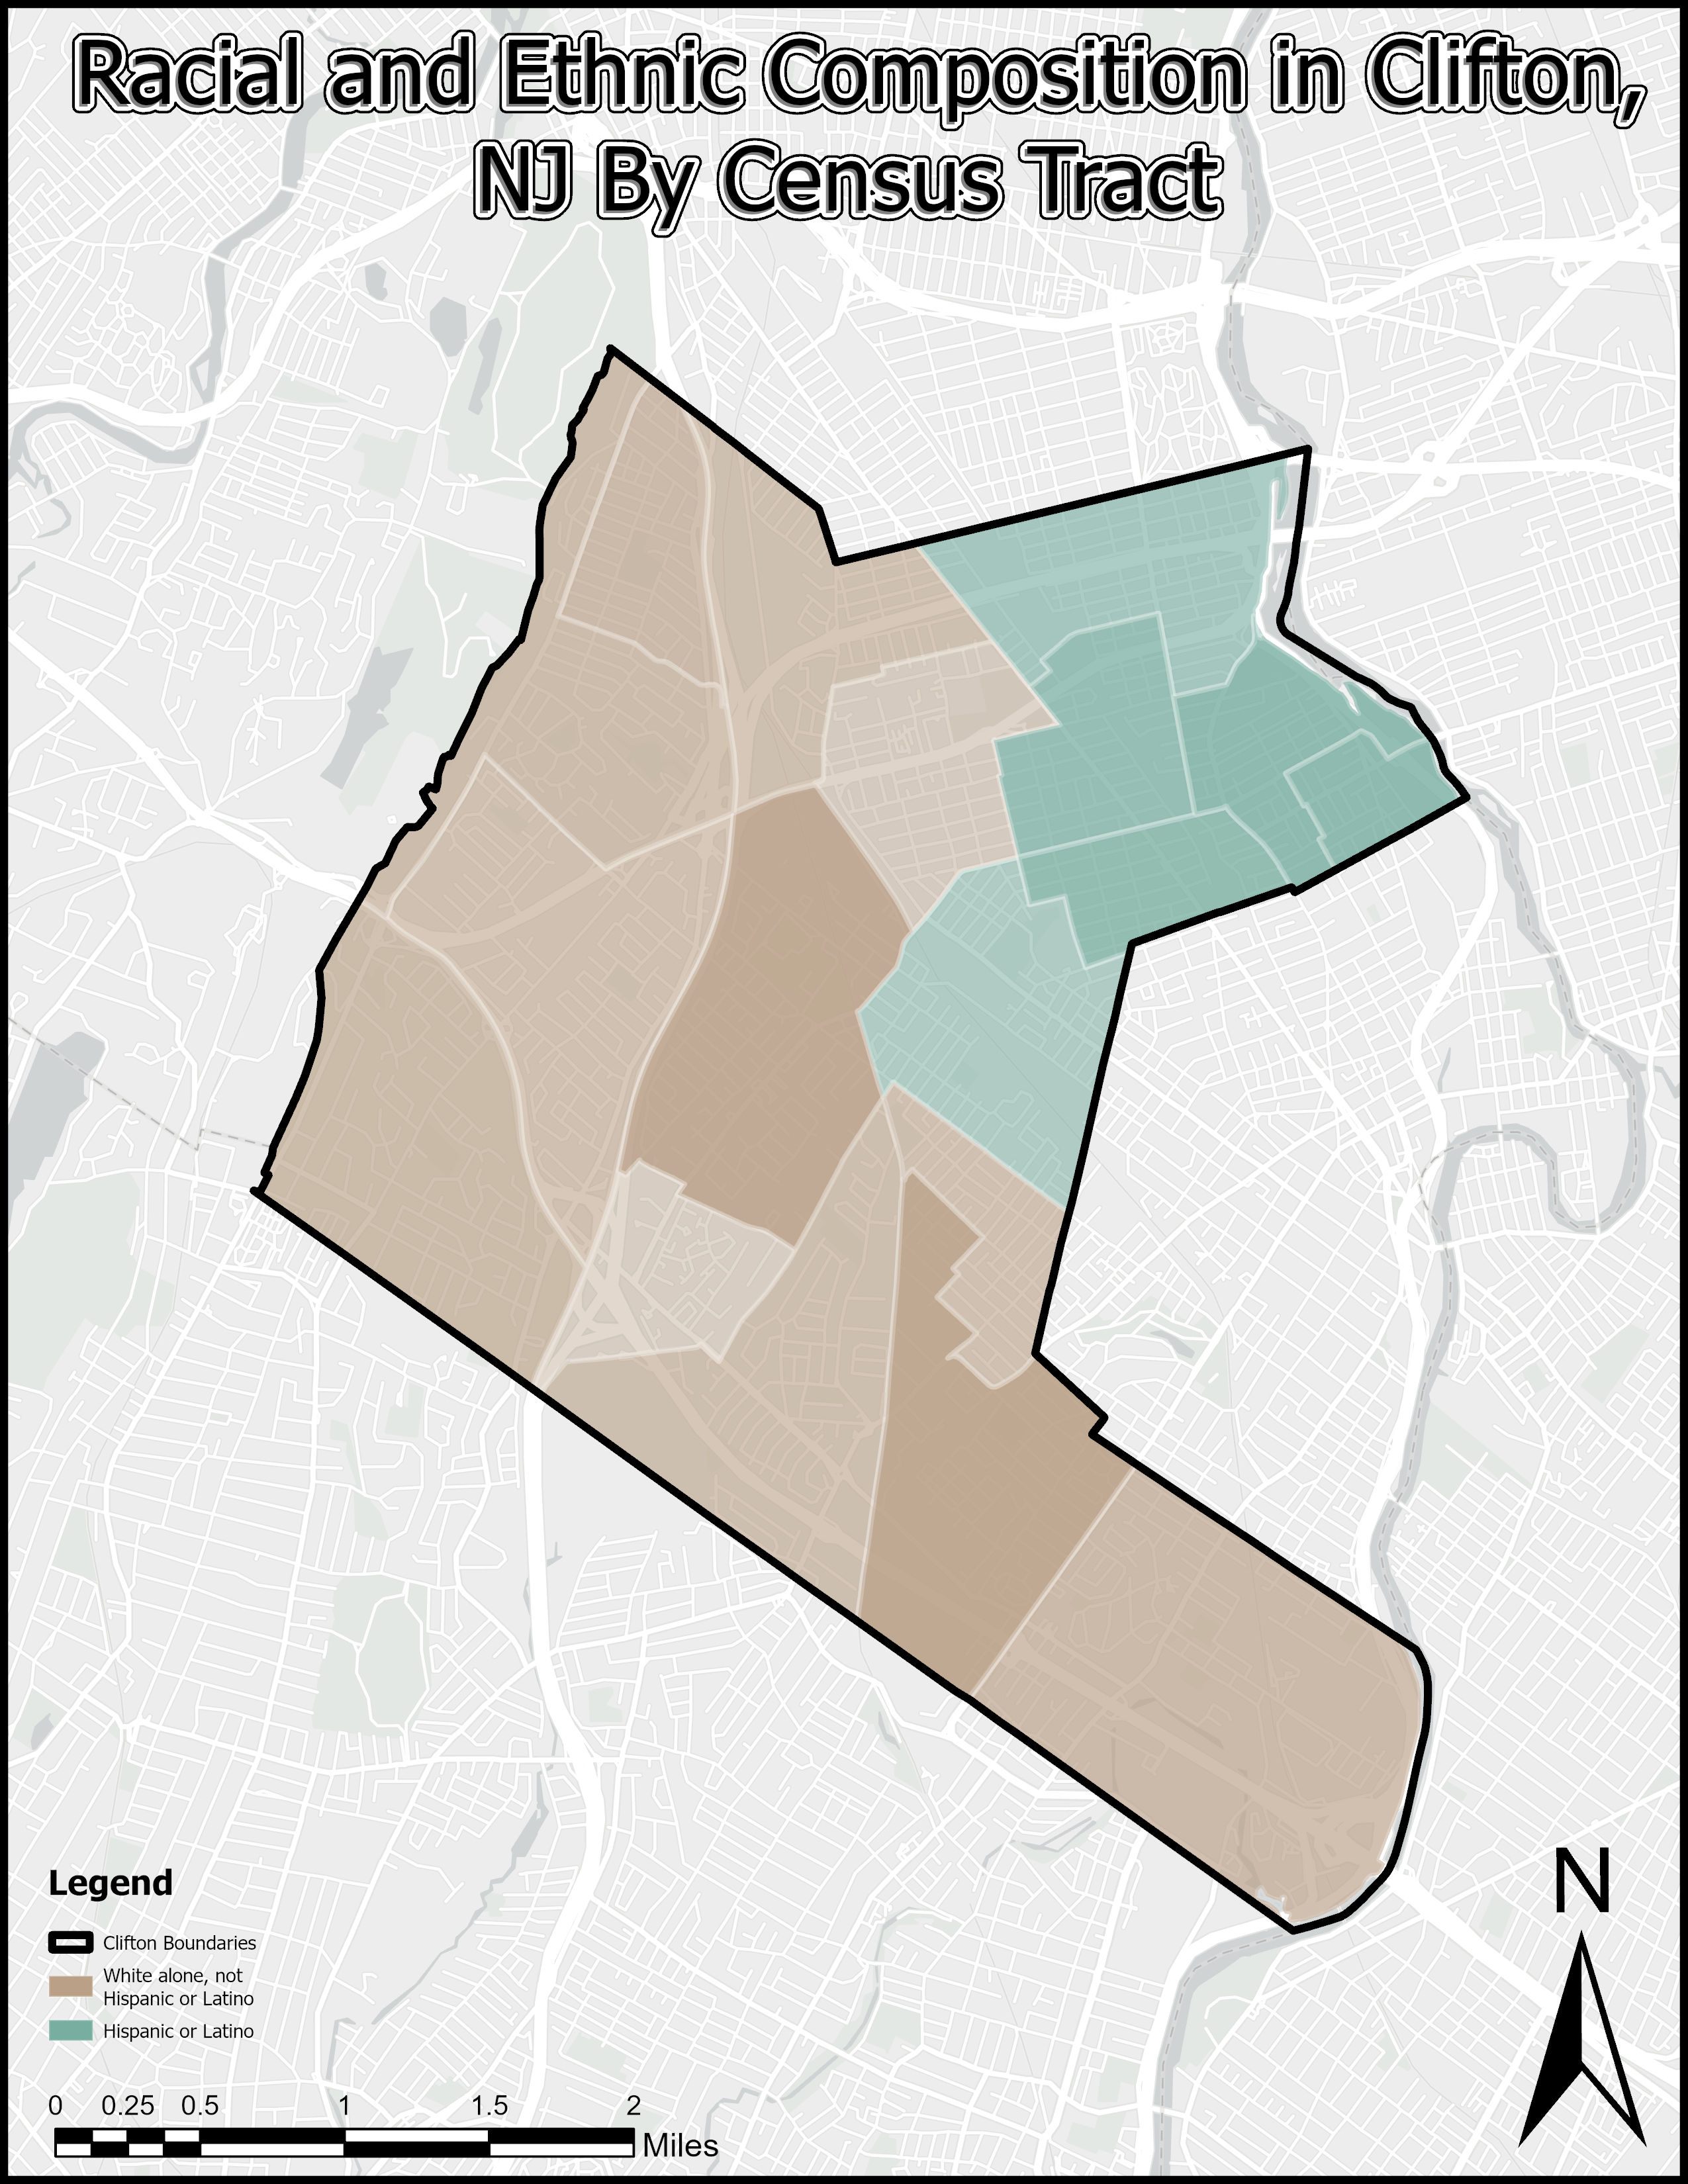 Racial and Ethnic Composition in Clifton,
NJ By Census Tract
N
Legend
Clifton Boundaries
White alone, not
Hispanic or Latino
Hispanic or Latino
0 0.25 0.5 1 1.5 2
Miles